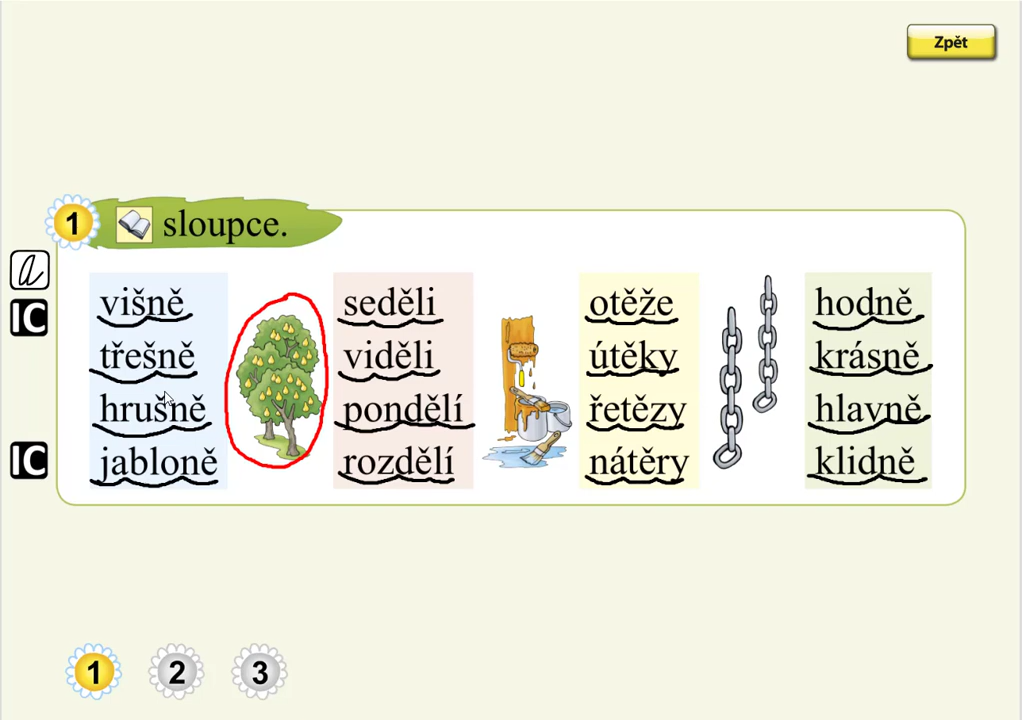 Zpět
1 sloupce.
a
IC
IC
višně
třešně
hrušně
jabloně
seděli
viděli
pondělí
rozdělí
otěže
útěky
řetězy
nátěry
hodně
krásně
hlavně
klidně
1 2 3